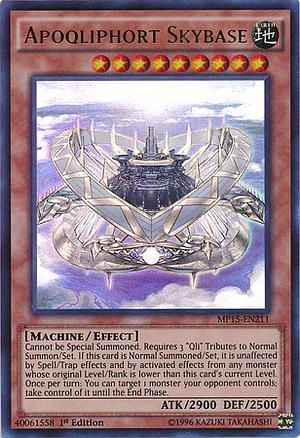 APOQLIPHORT SKYBASE
EARTH
地
MP15-EN211
[MACHINE / EFFECT]
Cannot be Special Summoned. Requires 3 "Qli" Tributes to Normal
Summon/Set. If this card is Normal Summoned/Set, it is unaffected
by Spell/Trap effects and by activated effects from any monster
whose original Level/Rank is lower than this card's current Level.
Once per turn: You can target 1 monster your opponent controls;
take control of it until the End Phase.
ATK/2900 DEF/2500
40061558 1st Edition ©1996 KAZUKI TAKAHASHI